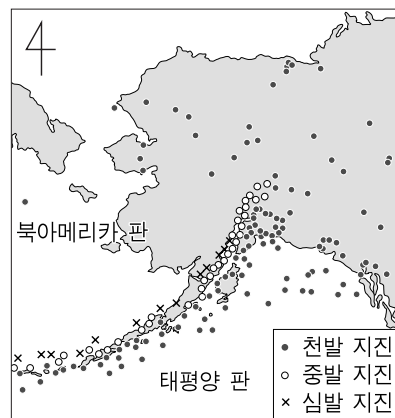 4
북아메리카 판
태평양 판
천발 지진
중발 지진
심발 지진